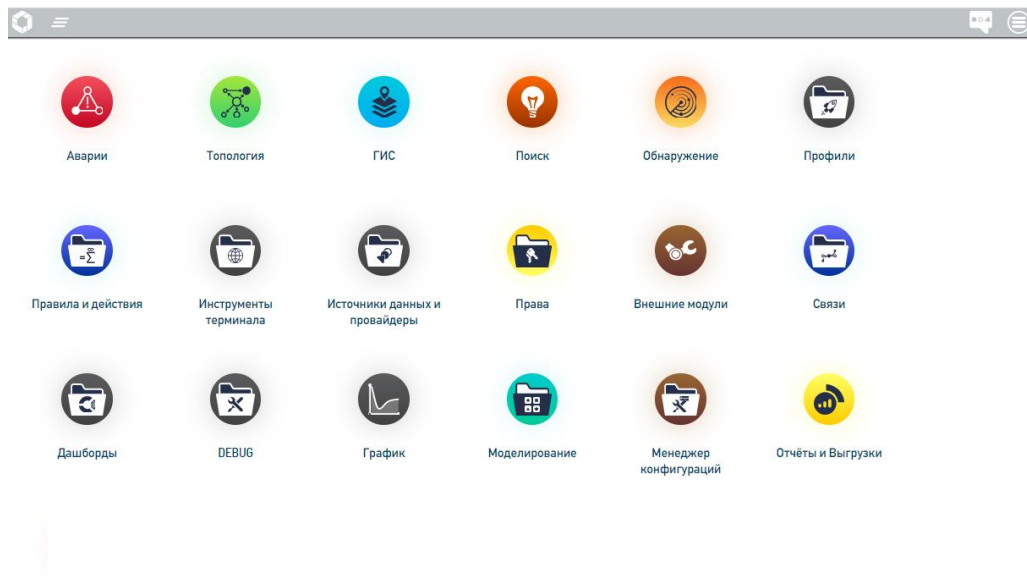 Аварии
Топология
ГИС
Поиск
Обнаружение
Профили
Правила и действия
Инструменты
терминала
Источники данных и
провайдеры
Права
Внешние модули
Связи
Дашборды
DEBUG
График
Моделирование
Менеджер
конфигураций
Отчёты и Выгрузки